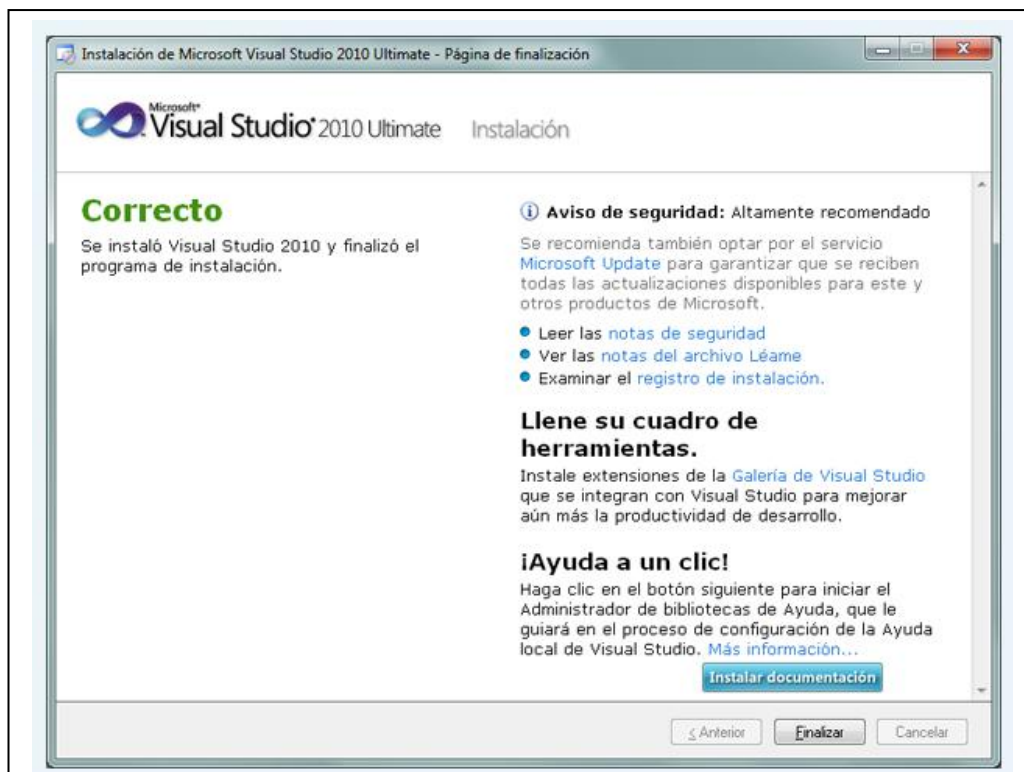 Instalación de Microsoft Visual Studio 2010 Ultimate - Página de finalización
Microsoft®
Visual Studio® 2010 Ultimate Instalación
Correcto
Se instaló Visual Studio 2010 y finalizó el
programa de instalación.
Aviso de seguridad: Altamente recomendado
Se recomienda también optar por el servicio
Microsoft Update para garantizar que se reciben
todas las actualizaciones disponibles para este y
otros productos de Microsoft.
Leer las notas de seguridad
Ver las notas del archivo Léame
Examinar el registro de instalación.
Llene su cuadro de
herramientas.
Instale extensiones de la Galería de Visual Studio
que se integran con Visual Studio para mejorar
aún más la productividad de desarrollo.
¡Ayuda a un clic!
Haga clic en el botón siguiente para iniciar el
Administrador de bibliotecas de Ayuda, que le
guiará en el proceso de configuración de la Ayuda
local de Visual Studio. Más información...
Instalar documentación
< Anterior Finalizar Cancelar